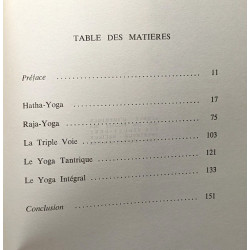 TABLE DES MATIERES
Préface 11
Hatha-Yoga 17
Raja-Yoga 75
La Triple Voie 103
Le Yoga Tantrique 121
Le Yoga Intégral 133
Conclusion 151